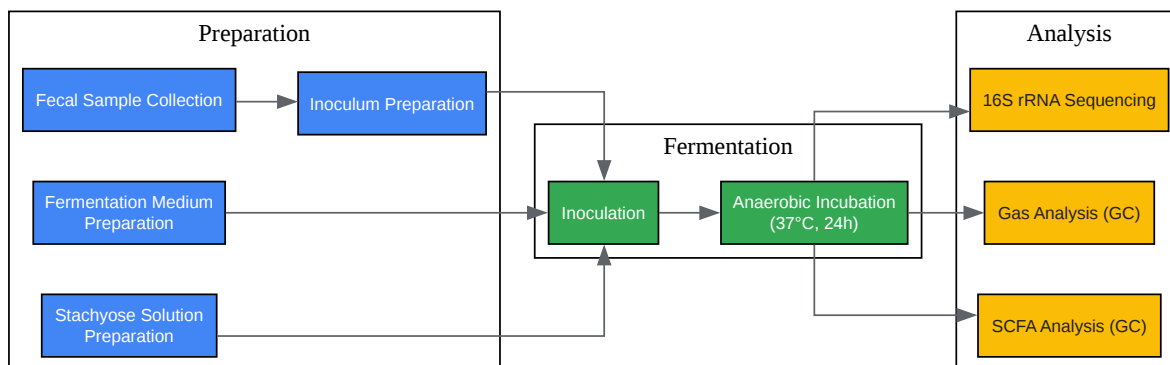 Preparation
Fecal Sample Collection
Inoculum Preparation
Fermentation Medium
Preparation
Stachyose Solution
Preparation
Fermentation
Inoculation
Anaerobic Incubation
(37°C, 24h)
Analysis
16S rRNA Sequencing
Gas Analysis (GC)
SCFA Analysis (GC)